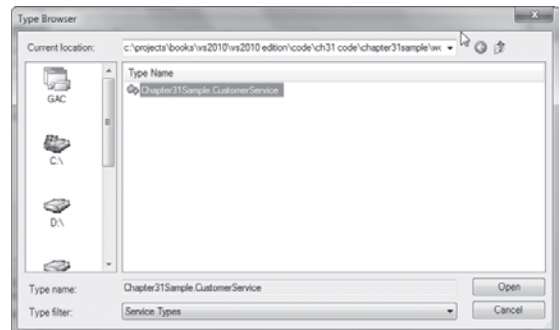 Type Browser
Current location: c:\projects\books\vs2010\vs2010 edition\code\ch31 code\chapter31sample\wc
GAC
C:\
D:\
Type Name
Chapter31Sample.CustomerService
Type name: Chapter31Sample.CustomerService
Open
Type filter: Service Types
Cancel